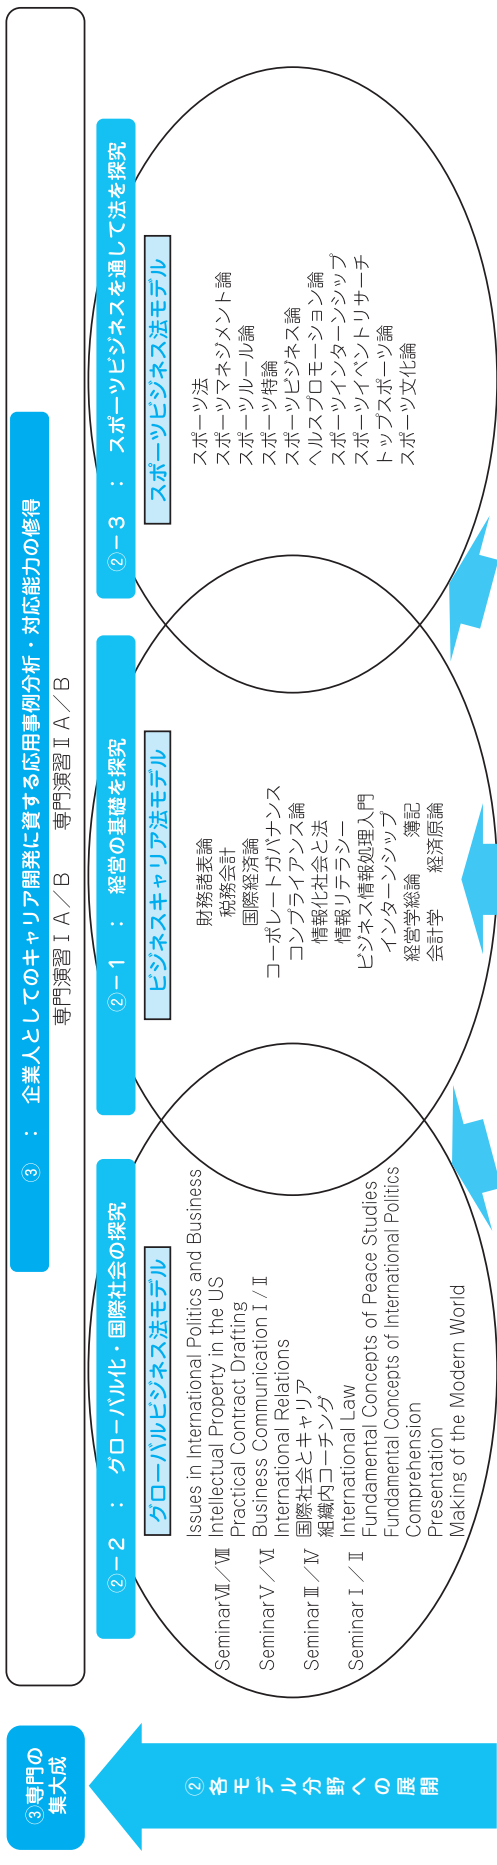 ③専門の
集大成
②各モデル分野への展開
③ ： 企業人としてのキャリア開発に資する応用事例分析・対応能力の修得
専門演習ⅠA／B 専門演習ⅡA／B
②－2 ： グローバル化・国際社会の探究
グローバルビジネス法モデル
Issues in International Politics and Business
SeminarⅦ／Ⅷ Intellectual Property in the US
Practical Contract Drafting
SeminarⅤ／Ⅵ Business CommunicationⅠ/Ⅱ
International Relations
SeminarⅢ／Ⅳ 国際社会とキャリア
組織内コーチング
SeminarⅠ／Ⅱ International Law
Fundamental Concepts of Peace Studies
Fundamental Concepts of International Politics
Comprehension
Presentation
Making of the Modern World
②－1 ： 経営の基礎を探究
ビジネスキャリア法モデル
財務諸表論
税務会計
国際経済論
コーポレートガバナンス
コンプライアンス論
情報化社会と法
情報リテラシー
ビジネス情報処理入門
インターンシップ
経営学総論 簿記
会計学 経済原論
②－3 ： スポーツビジネスを通して法を探究
スポーツビジネス法モデル
スポーツ法
スポーツマネジメント論
スポーツルール論
スポーツ特論
スポーツビジネス論
ヘルスプロモーション論
スポーツインターンシップ
スポーツイベントリサーチ
トップスポーツ論
スポーツ文化論